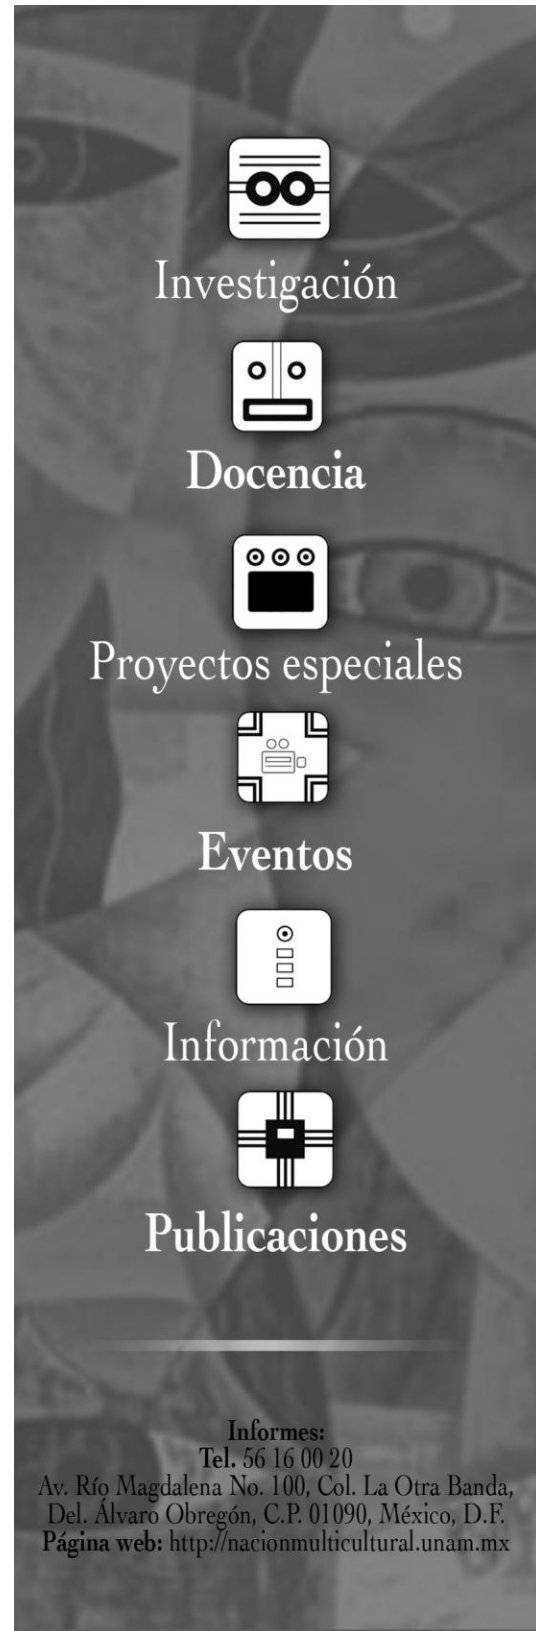 Investigación
Docencia
Proyectos especiales
Eventos
Información
Publicaciones
Informes:
Tel. 56 16 00 20
Av. Río Magdalena No. 100, Col. La Otra Banda,
Del. Álvaro Obregón, C.P. 01090, México, D.F.
Página web: http://nacionmulticultural.unam.mx